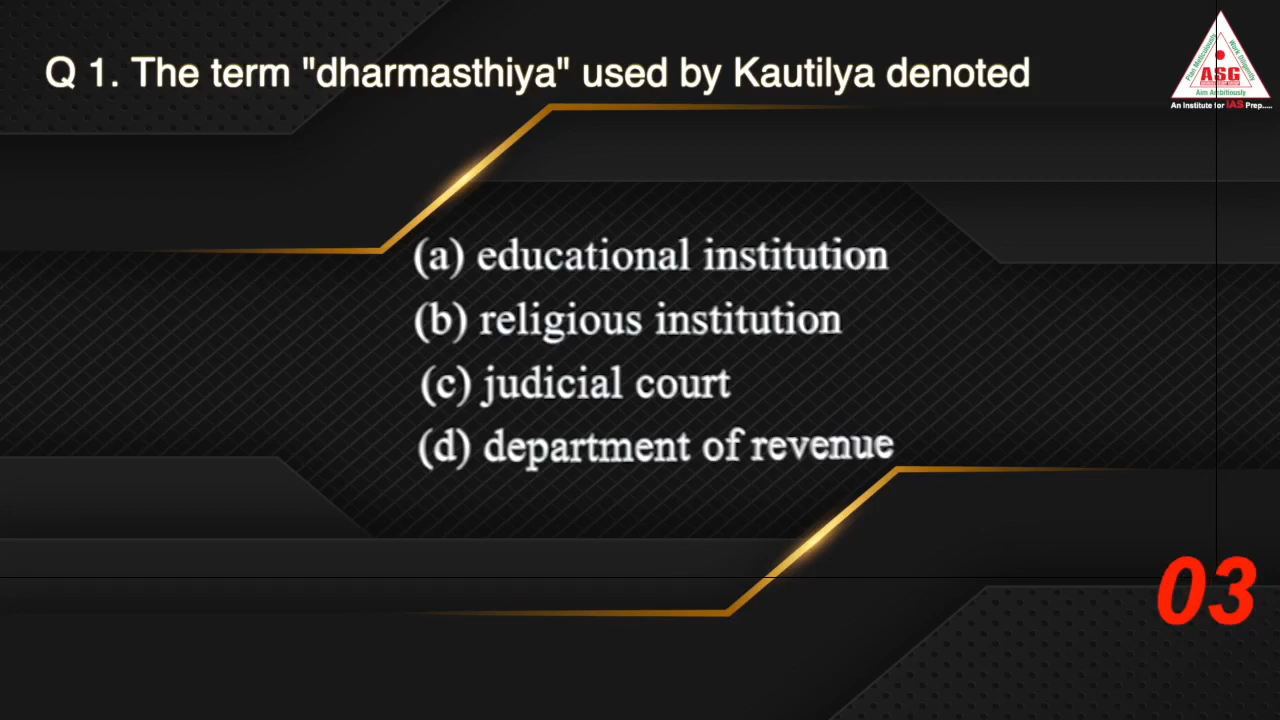 Q 1. The term "dharmasthiya" used by Kautilya denoted
ASG
Aim Ambitiously
An Institute for IAS Prep.....
(a) educational institution
(b) religious institution
(c) judicial court
(d) department of revenue
03